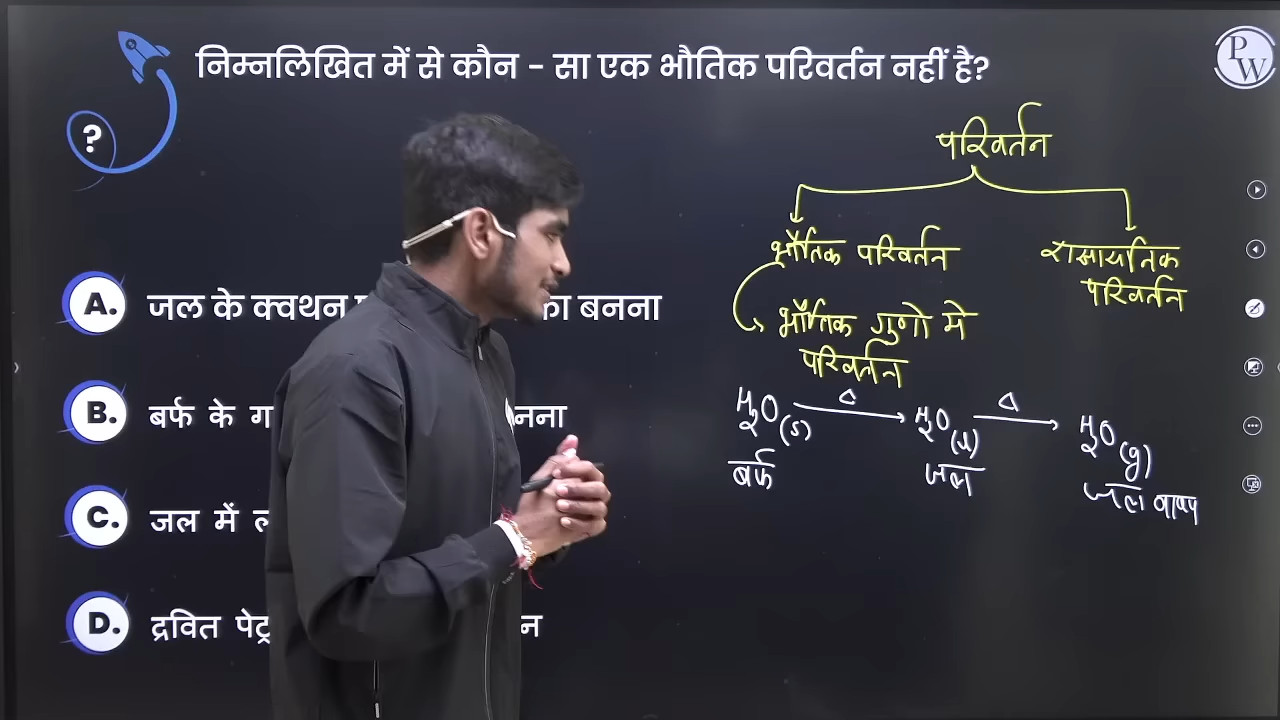 निम्नलिखित में से कौन - सा एक भौतिक परिवर्तन नहीं है?
PW
?
परिवर्तन
भौतिक परिवर्तन
रासायनिक
परिवर्तन
A. जल के क्वथन का बनना
भौतिक गुणो मे
परिवर्तन
B. बर्फ के नना
H₂O(s) Δ H₂O(l) Δ H₂O(g)
बर्फ जल जल वाष्प
C. जल में
D. द्रवित न